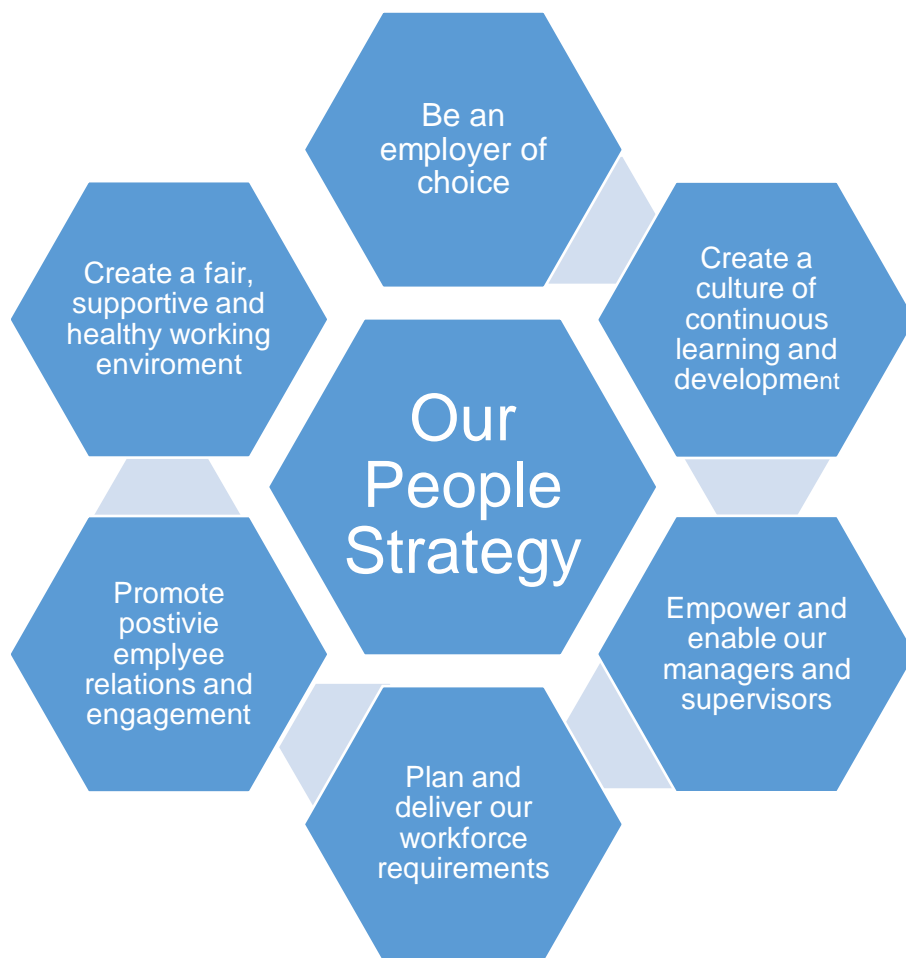 Be an
employer of
choice
Create a
culture of
continuous
learning and
development
Empower and
enable our
managers and
supervisors
Plan and
deliver our
workforce
requirements
Promote
postivie
emplyee
relations and
engagement
Create a fair,
supportive and
healthy working
enviroment
Our
People
Strategy